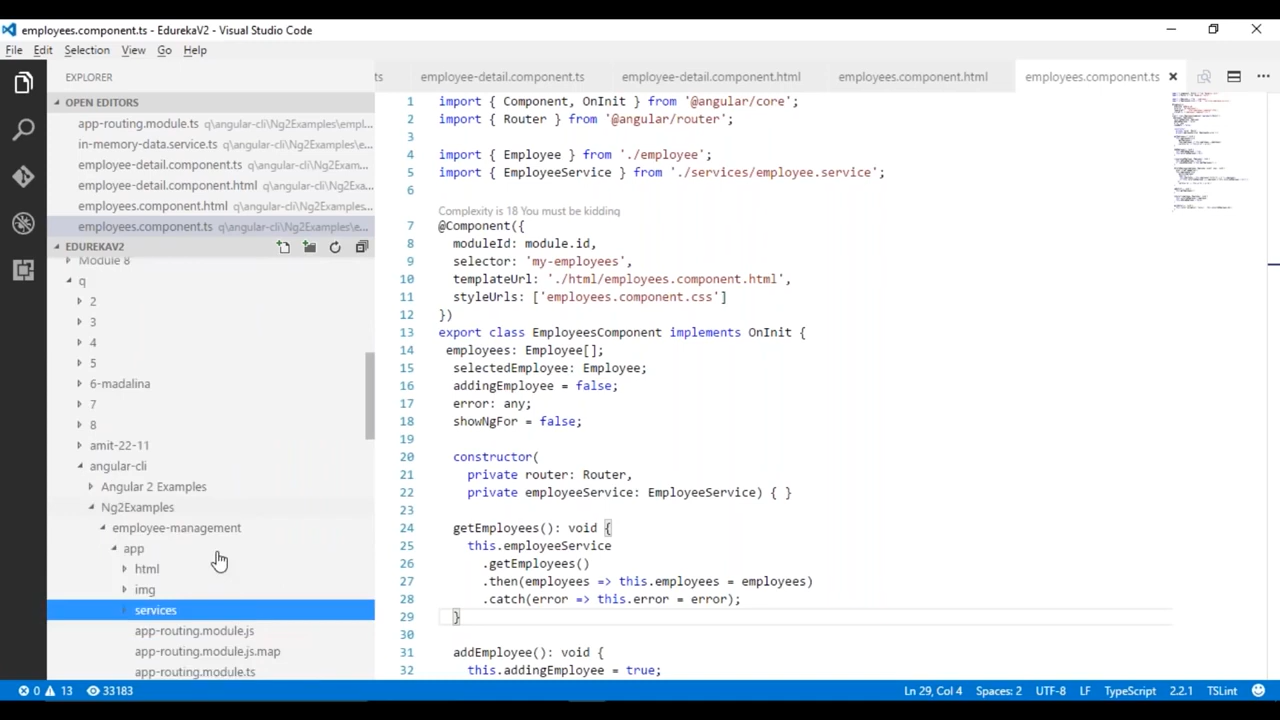 employees.component.ts - EdurekaV2 - Visual Studio Code
File Edit Selection View Go Help
EXPLORER
OPEN EDITORS
app-routing.module.ts q\angular-cli\Ng2Examples\empl...
in-memory-data.service.ts q\angular-cli\Ng2Examples\...
employee-detail.component.ts q\angular-cli\Ng2Exam...
employee-detail.component.html q\angular-cli\Ng2Ex...
employees.component.html q\angular-cli\Ng2Examples...
employees.component.ts q\angular-cli\Ng2Examples\e...
EDUREKAV2
Module 8
q
2
3
4
5
6-madalina
7
8
amit-22-11
angular-cli
Angular 2 Examples
Ng2Examples
employee-management
app
html
img
services
app-routing.module.js
app-routing.module.js.map
app-routing.module.ts
ts employee-detail.component.ts employee-detail.component.html employees.component.html employees.component.ts
1 import { Component, OnInit } from '@angular/core';
2 import { Router } from '@angular/router';
3
4 import { Employee } from './employee';
5 import { EmployeeService } from './services/employee.service';
6
Complexity is 18 You must be kidding
7 @Component({
8 moduleId: module.id,
9 selector: 'my-employees',
10 templateUrl: './html/employees.component.html',
11 styleUrls: ['employees.component.css']
12 })
13 export class EmployeesComponent implements OnInit {
14 employees: Employee[];
15 selectedEmployee: Employee;
16 addingEmployee = false;
17 error: any;
18 showNgFor = false;
19
20 constructor(
21 private router: Router,
22 private employeeService: EmployeeService) { }
23
24 getEmployees(): void {
25 this.employeeService
26 .getEmployees()
27 .then(employees => this.employees = employees)
28 .catch(error => this.error = error);
29 }
30
31 addEmployee(): void {
32 this.addingEmployee = true;
0 13 33183 Ln 29, Col 4 Spaces: 2 UTF-8 LF TypeScript 2.2.1 TSLint